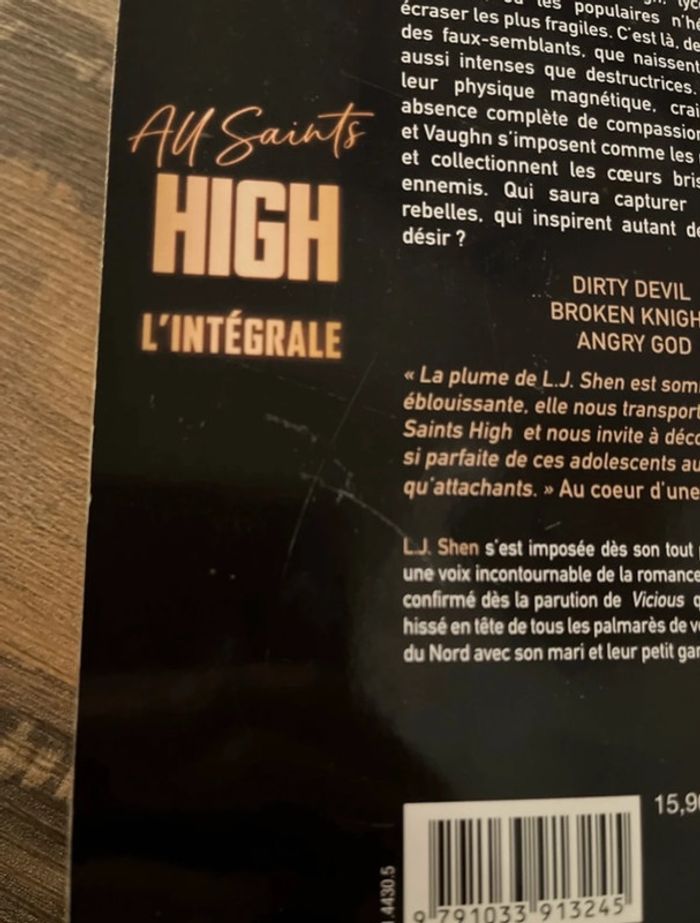 les populaires n'h
écraser les plus fragiles. C'est là, de
des faux-semblants, que naissent
aussi intenses que destructrices.
leur physique magnétique, crai
absence complète de compassion
et Vaughn s'imposent comme les
et collectionnent les cœurs bris
ennemis. Qui saura capturer
rebelles, qui inspirent autant de
désir ?
All Saints
HIGH
L'INTÉGRALE
DIRTY DEVIL
BROKEN KNIGH
ANGRY GOD
« La plume de L.J. Shen est som
éblouissante, elle nous transport
Saints High et nous invite à déco
si parfaite de ces adolescents au
qu'attachants. » Au coeur d'une
L.J. Shen s'est imposée dès son tout
une voix incontournable de la romance
confirmé dès la parution de Vicious q
hissé en tête de tous les palmarès de ve
du Nord avec son mari et leur petit gar
15,9
.4430.5
9 791033 913245